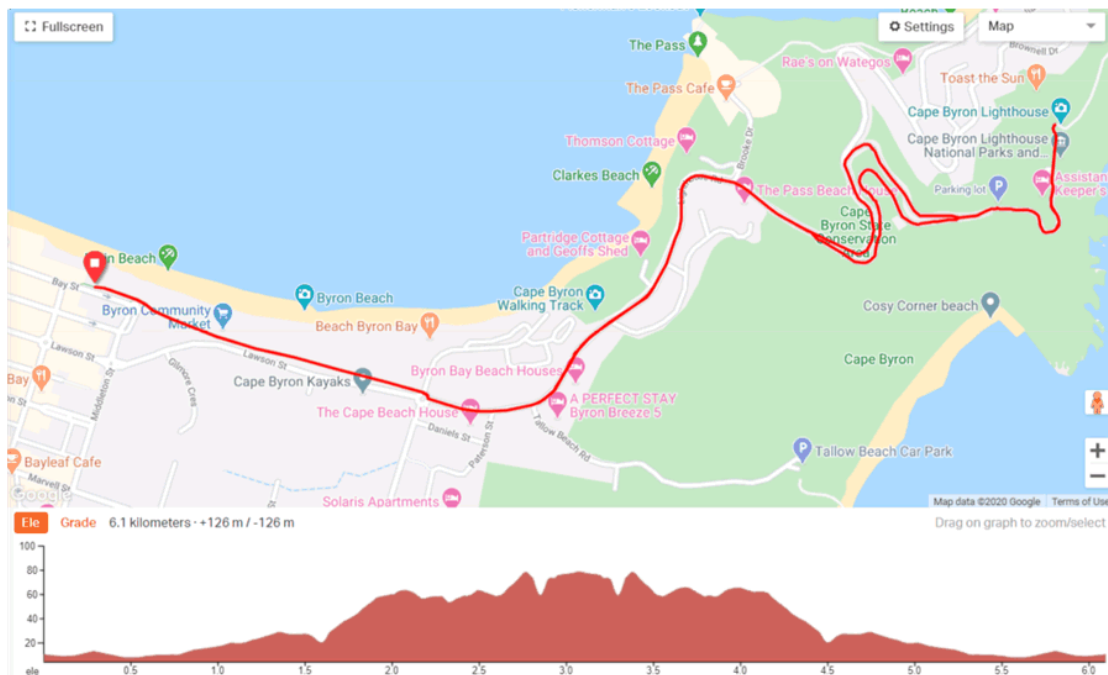 Fullscreen
Settings
Map
The Pass
The Pass Cafe
Rae's on Wategos
Brownell Dr
Toast the Sun
Cape Byron Lighthouse
Cape Byron Lighthouse
National Parks and...
Thomson Cottage
Brooke Dr
Clarkes Beach
The Pass Beach House
Parking lot
Assistan
Keeper's
Cape
Byron State
Conservation
Partridge Cottage
and Geoffs Shed
in Beach
Bay St
Byron Community
Market
Byron Beach
Cape Byron
Walking Track
Cosy Corner beach
Beach Byron Bay
Lawson St
Lawson St
Gilmore Cres
Cape Byron
Bay
Middleton St
Cape Byron Kayaks
Byron Bay Beach Houses
The Cape Beach House
A PERFECT STAY
Byron Breeze 5
Daniels St
Paterson St
Tallow Beach Rd
Tallow Beach Car Park
Bayleaf Cafe
Marvell St
Solaris Apartments
Google
Map data ©2020 Google
Terms of Use
Ele
Grade
6.1 kilometers · +126 m / -126 m
Drag on graph to zoom/select
100
80
60
40
20
ele
0.5
1.0
1.5
2.0
2.5
3.0
3.5
4.0
4.5
5.0
5.5
6.0